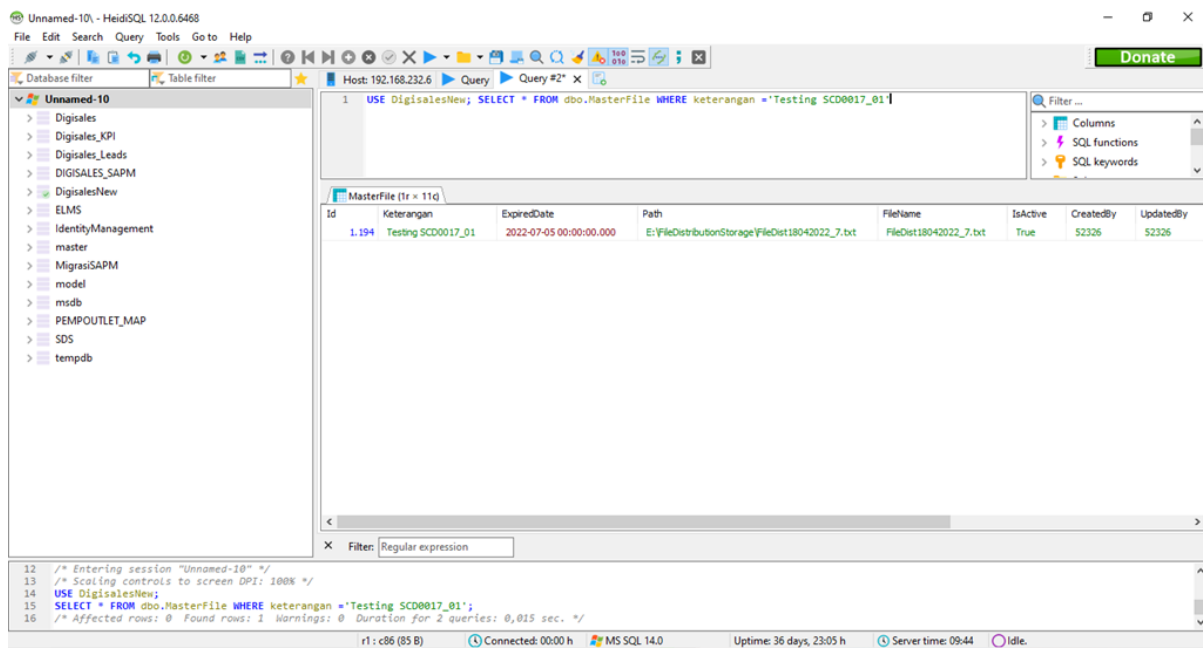 Unnamed-10\ - HeidiSQL 12.0.0.6468
File Edit Search Query Tools Go to Help
Donate
Database filter Table filter Host: 192.168.232.6 Query Query #2*
Unnamed-10
Digisales
Digisales_KPI
Digisales_Leads
DIGISALES_SAPM
DigisalesNew
ELMS
IdentityManagement
master
MigrasiSAPM
model
msdb
PEMPOUTLET_MAP
SDS
tempdb
1 USE DigisalesNew; SELECT * FROM dbo.MasterFile WHERE keterangan ='Testing SCD0017_01'
Filter ...
Columns
SQL functions
SQL keywords
MasterFile (1r × 11c)
Id Keterangan ExpiredDate Path FileName IsActive CreatedBy UpdatedBy
1.194 Testing SCD0017_01 2022-07-05 00:00:00.000 E:\FileDistributionStorage\FileDist18042022_7.txt FileDist18042022_7.txt True 52326 52326
Filter: Regular expression
12 /* Entering session "Unnamed-10" */
13 /* Scaling controls to screen DPI: 100% */
14 USE DigisalesNew;
15 SELECT * FROM dbo.MasterFile WHERE keterangan ='Testing SCD0017_01';
16 /* Affected rows: 0 Found rows: 1 Warnings: 0 Duration for 2 queries: 0,015 sec. */
r1 : c86 (85 B) Connected: 00:00 h MS SQL 14.0 Uptime: 36 days, 23:05 h Server time: 09:44 Idle.